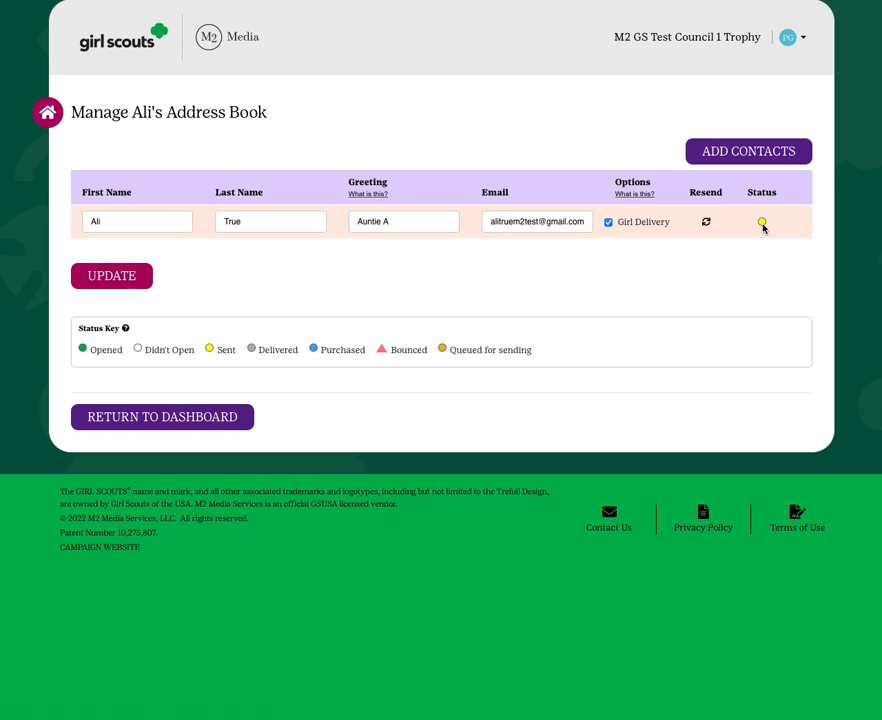 girl scouts
M2 Media
M2 GS Test Council 1 Trophy
PG
Manage Ali's Address Book
ADD CONTACTS
First Name
Last Name
Greeting
What is this?
Email
Options
What is this?
Resend
Status
Ali
True
Auntie A
alitruem2test@gmail.com
Girl Delivery
UPDATE
Status Key
Opened
Didn't Open
Sent
Delivered
Purchased
Bounced
Queued for sending
RETURN TO DASHBOARD
The GIRL SCOUTS® name and mark, and all other associated trademarks and logotypes, including but not limited to the Trefoil Design,
are owned by Girl Scouts of the USA. M2 Media Services is an official GSUSA licensed vendor.
© 2022 M2 Media Services, LLC. All rights reserved.
Patent Number 10,275,807.
CAMPAIGN WEBSITE
Contact Us
Privacy Policy
Terms of Use